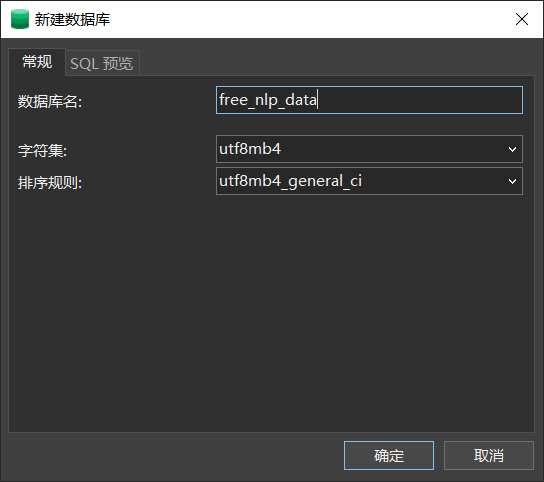 新建数据库
常规 SQL 预览
数据库名: free_nlp_data
字符集: utf8mb4
排序规则: utf8mb4_general_ci
确定 取消